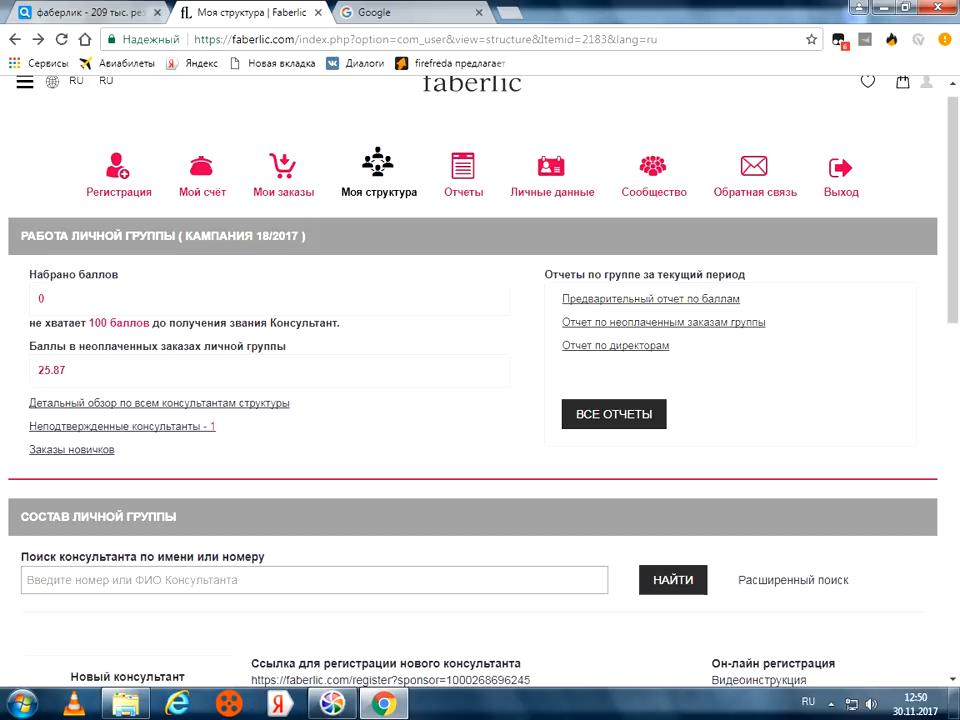 фаберлик - 209 тыс. рез
Моя структура | Faberlic
Google
Надежный
https://faberlic.com/index.php?option=com_user&view=structure&Itemid=2183&lang=ru
Сервисы
Авиабилеты
Яндекс
Новая вкладка
Диалоги
firefreda предлагает
6
RU
RU
faberlic
Регистрация
Мой счёт
Мои заказы
Моя структура
Отчеты
Личные данные
Сообщество
Обратная связь
Выход
РАБОТА ЛИЧНОЙ ГРУППЫ ( КАМПАНИЯ 18/2017 )
Набрано баллов
0
не хватает 100 баллов до получения звания Консультант.
Баллы в неоплаченных заказах личной группы
25.87
Детальный обзор по всем консультантам структуры
Неподтвержденные консультанты - 1
Заказы новичков
Отчеты по группе за текущий период
Предварительный отчет по баллам
Отчет по неоплаченным заказам группы
Отчет по директорам
ВСЕ ОТЧЕТЫ
СОСТАВ ЛИЧНОЙ ГРУППЫ
Поиск консультанта по имени или номеру
Введите номер или ФИО Консультанта
НАЙТИ
Расширенный поиск
Новый консультант
Ссылка для регистрации нового консультанта
https://faberlic.com/register?sponsor=1000268696245
Он-лайн регистрация
Видеоинструкция
RU
12:50
30.11.2017